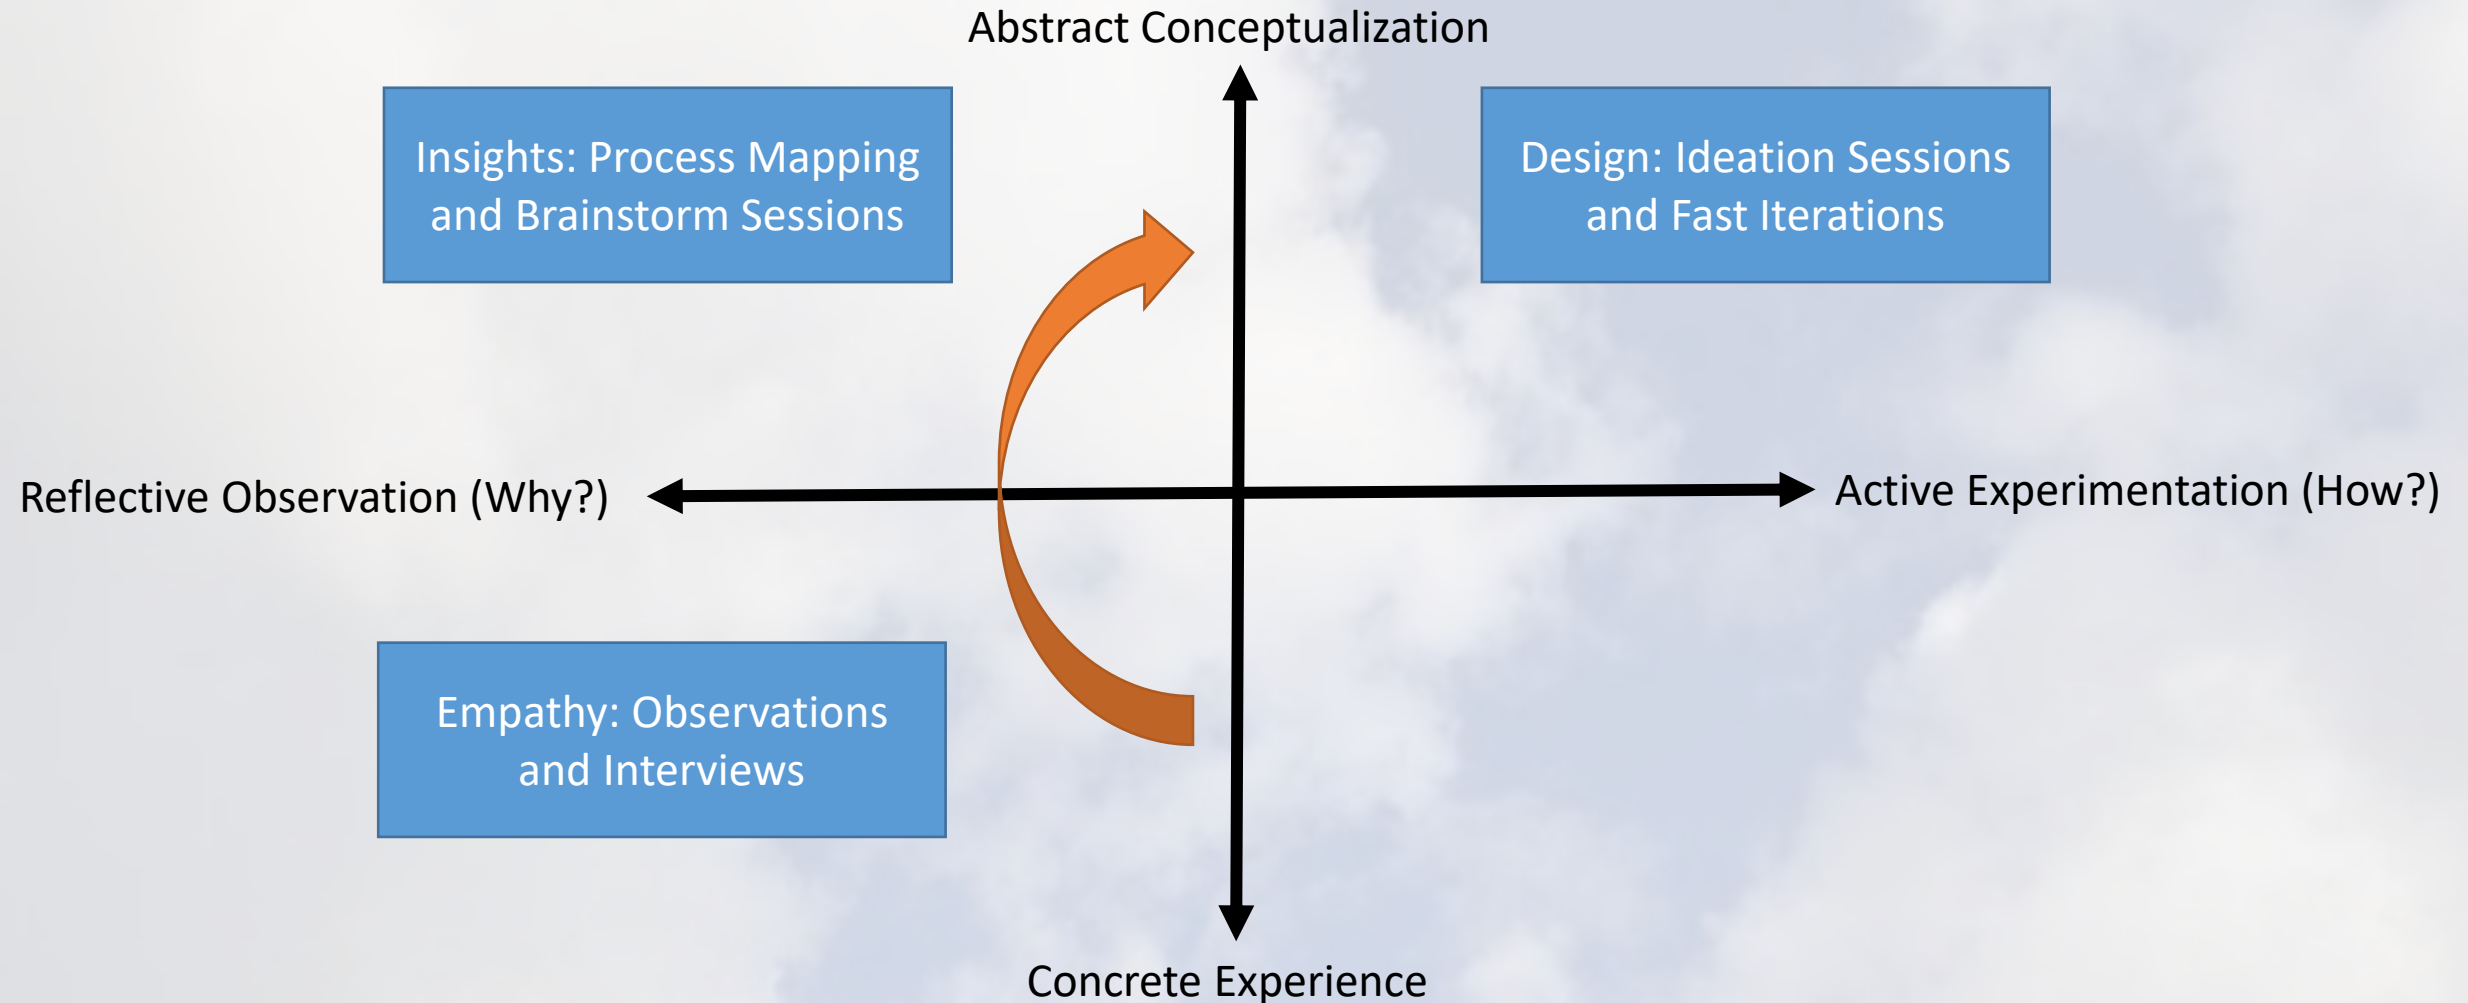 Abstract Conceptualization
Insights: Process Mapping
and Brainstorm Sessions
Design: Ideation Sessions
and Fast Iterations
Reflective Observation (Why?)
Active Experimentation (How?)
Empathy: Observations
and Interviews
Concrete Experience